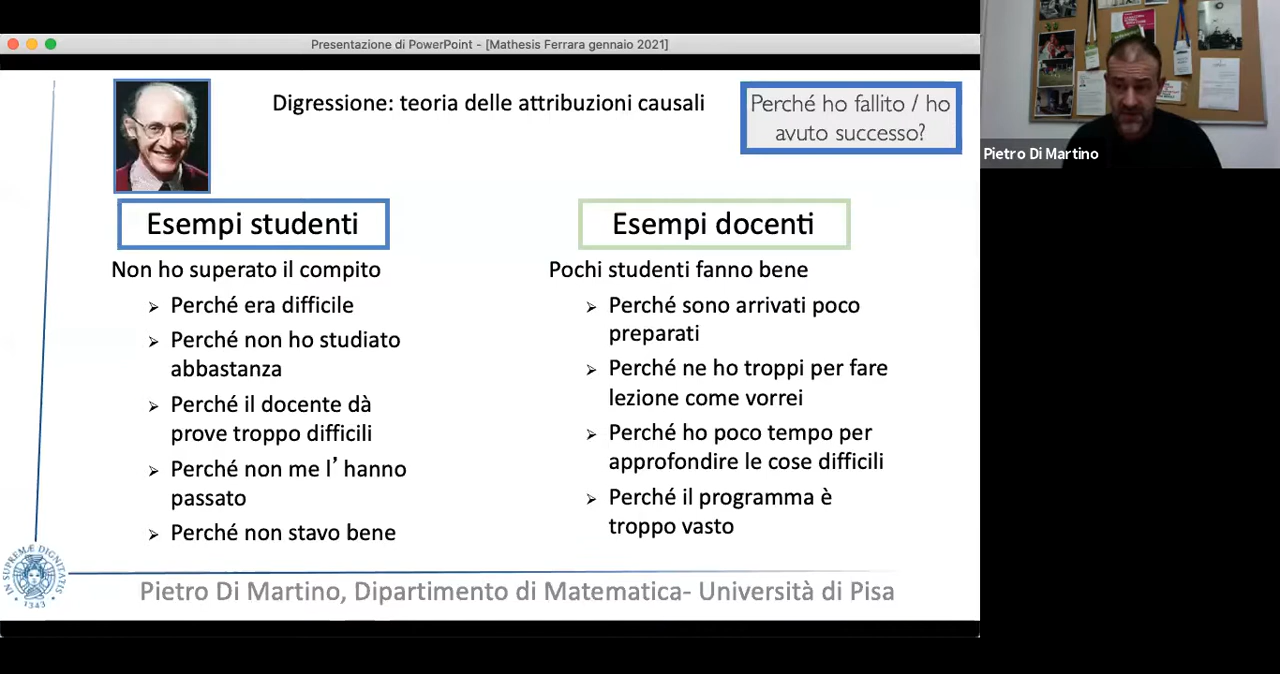 Presentazione di PowerPoint - [Mathesis Ferrara gennaio 2021]
Digressione: teoria delle attribuzioni causali
Perché ho fallito / ho
avuto successo?
Pietro Di Martino
Esempi studenti
Non ho superato il compito
➢ Perché era difficile
➢ Perché non ho studiato
abbastanza
➢ Perché il docente dà
prove troppo difficili
➢ Perché non me l’ hanno
passato
➢ Perché non stavo bene
Esempi docenti
Pochi studenti fanno bene
➢ Perché sono arrivati poco
preparati
➢ Perché ne ho troppi per fare
lezione come vorrei
➢ Perché ho poco tempo per
approfondire le cose difficili
➢ Perché il programma è
troppo vasto
IN SUPREMÆ DIGNITATIS
1343
Pietro Di Martino, Dipartimento di Matematica- Università di Pisa